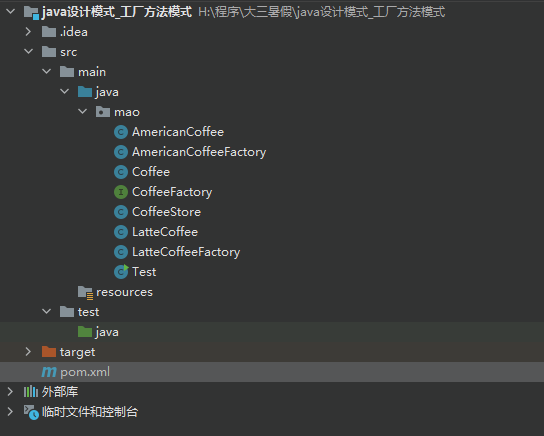 java设计模式_工厂方法模式 H:\程序\大三暑假\java设计模式_工厂方法模式
.idea
src
main
java
mao
AmericanCoffee
AmericanCoffeeFactory
Coffee
CoffeeFactory
CoffeeStore
LatteCoffee
LatteCoffeeFactory
Test
resources
test
java
target
pom.xml
外部库
临时文件和控制台